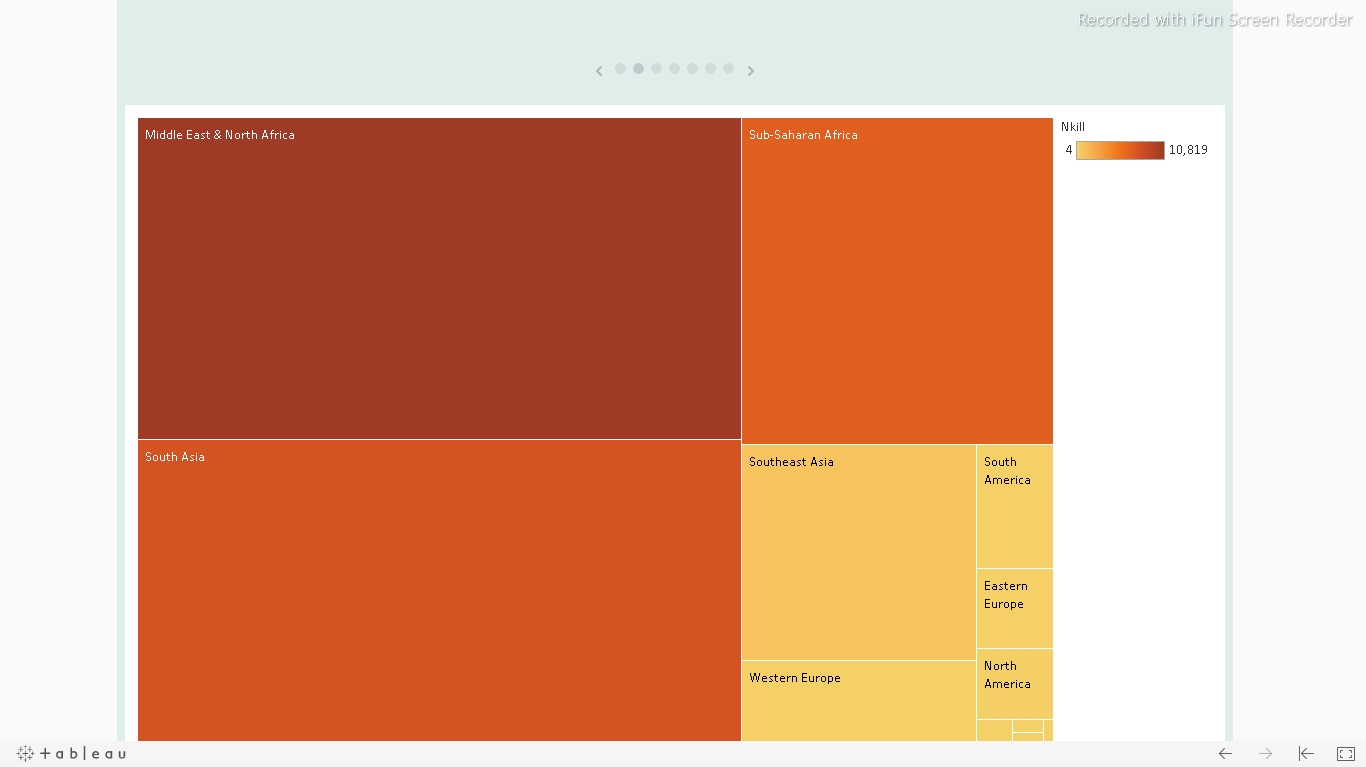 Recorded with iFun Screen Recorder
Middle East & North Africa
Sub-Saharan Africa
Nkill
4
10,819
South Asia
Southeast Asia
South
America
Eastern
Europe
North
America
Western Europe
+ableau